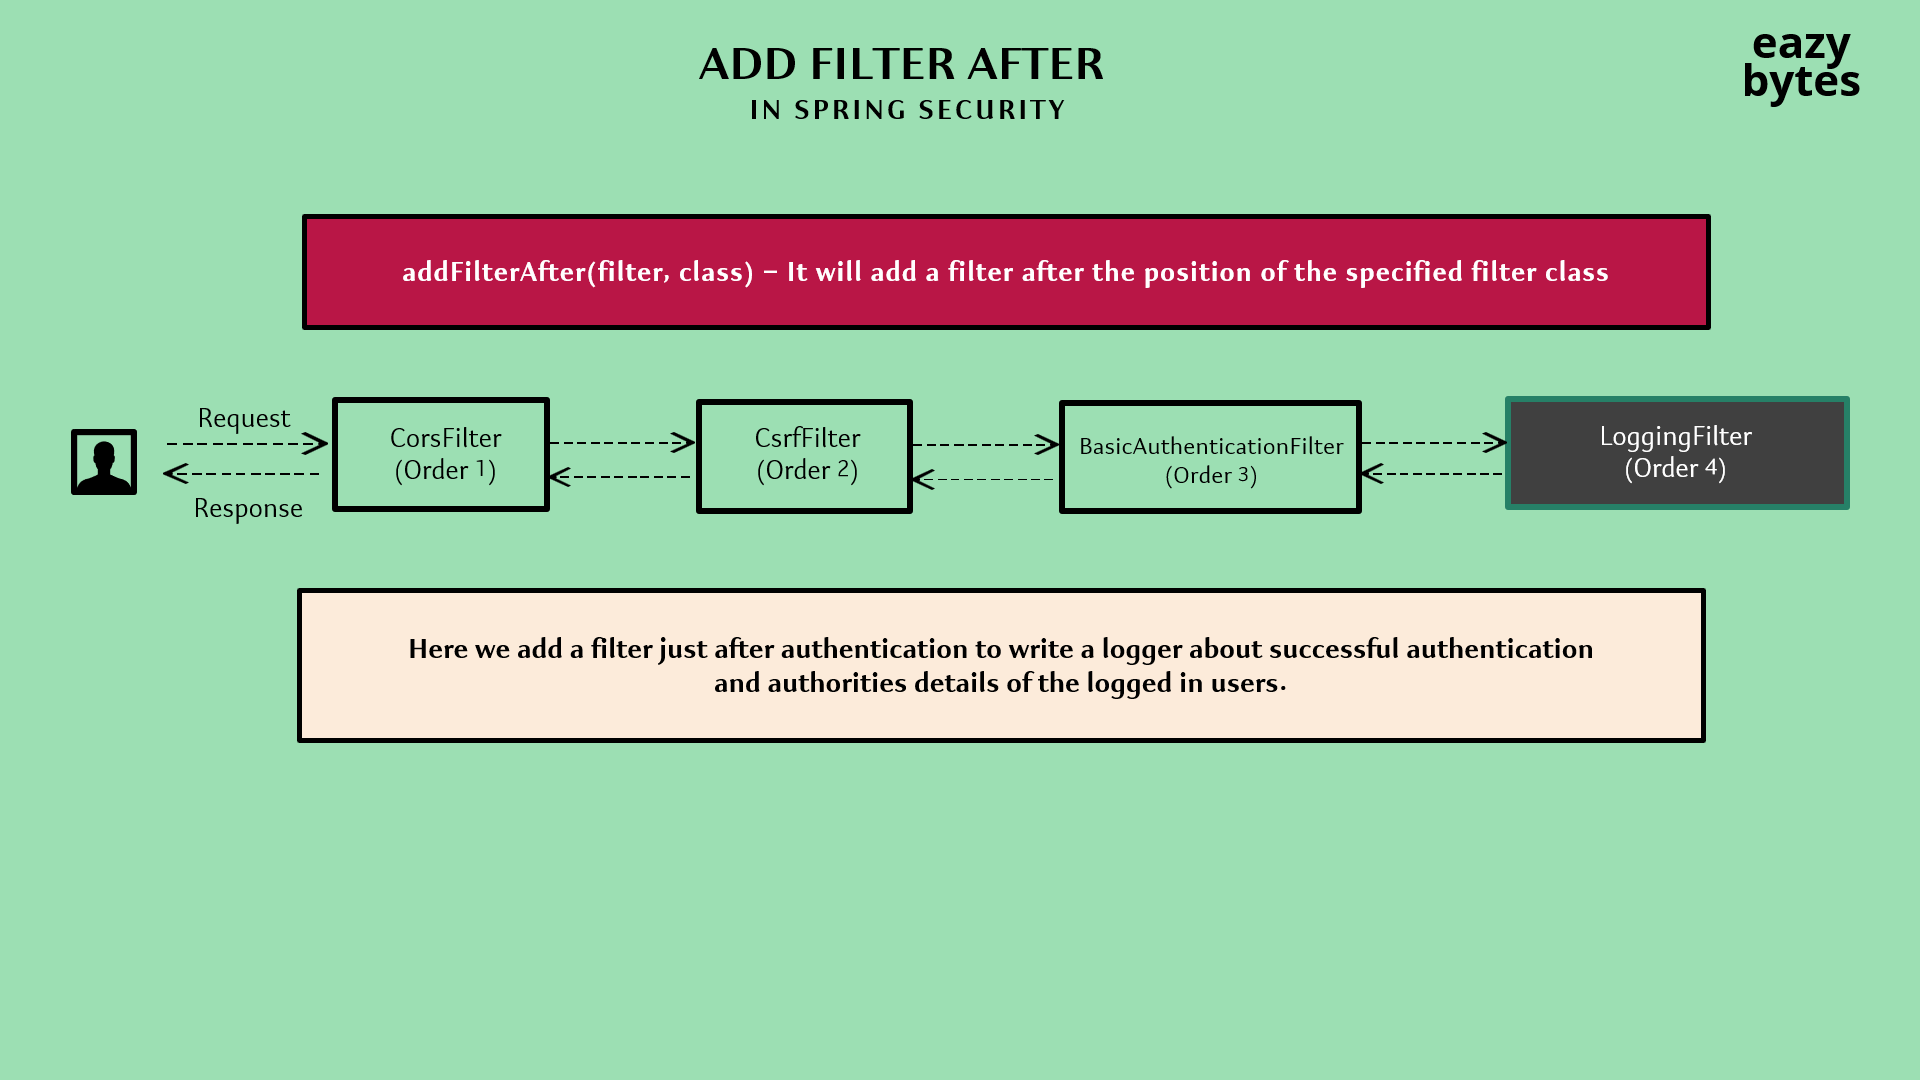 ADD FILTER AFTER
IN SPRING SECURITY
eazy
bytes
addFilterAfter(filter, class) – It will add a filter after the position of the specified filter class
Request
Response
CorsFilter
(Order 1)
CsrfFilter
(Order 2)
BasicAuthenticationFilter
(Order 3)
LoggingFilter
(Order 4)
Here we add a filter just after authentication to write a logger about successful authentication
and authorities details of the logged in users.